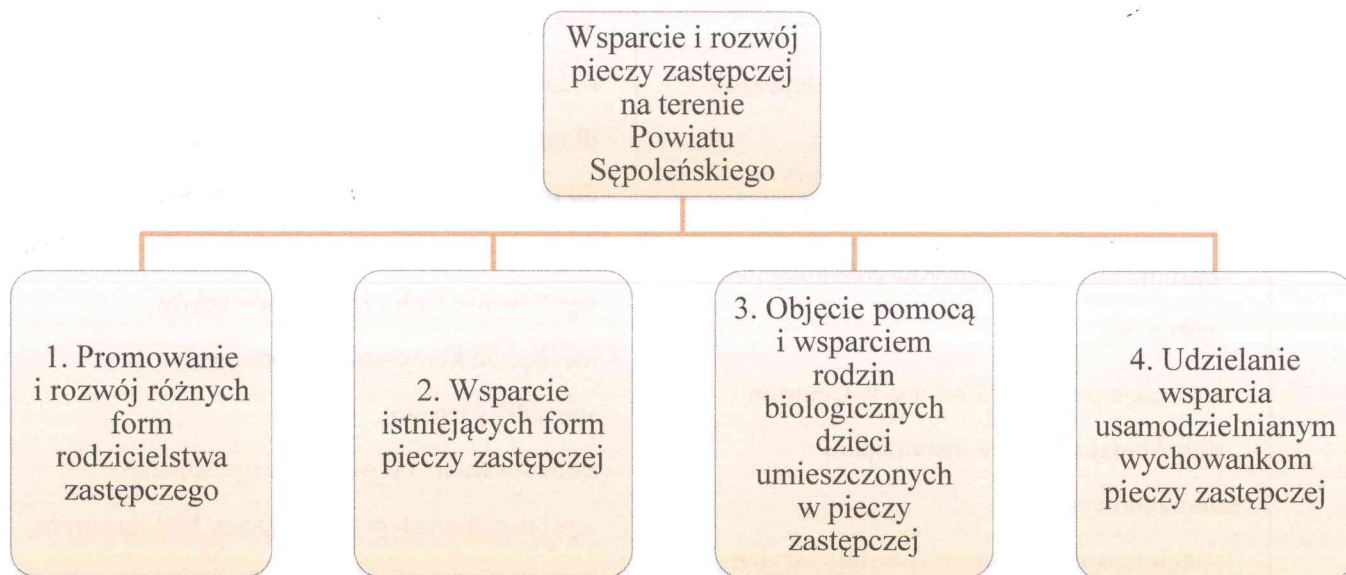 Wsparcie i rozwój
pieczy zastępczej
na terenie
Powiatu
Sępoleńskiego
1. Promowanie
i rozwój różnych
form
rodzicielstwa
zastępczego
2. Wsparcie
istniejących form
pieczy zastępczej
3. Objęcie pomocą
i wsparciem
rodzin
biologicznych
dzieci
umieszczonych
w pieczy
zastępczej
4. Udzielanie
wsparcia
usamodzielnianym
wychowankom
pieczy zastępczej